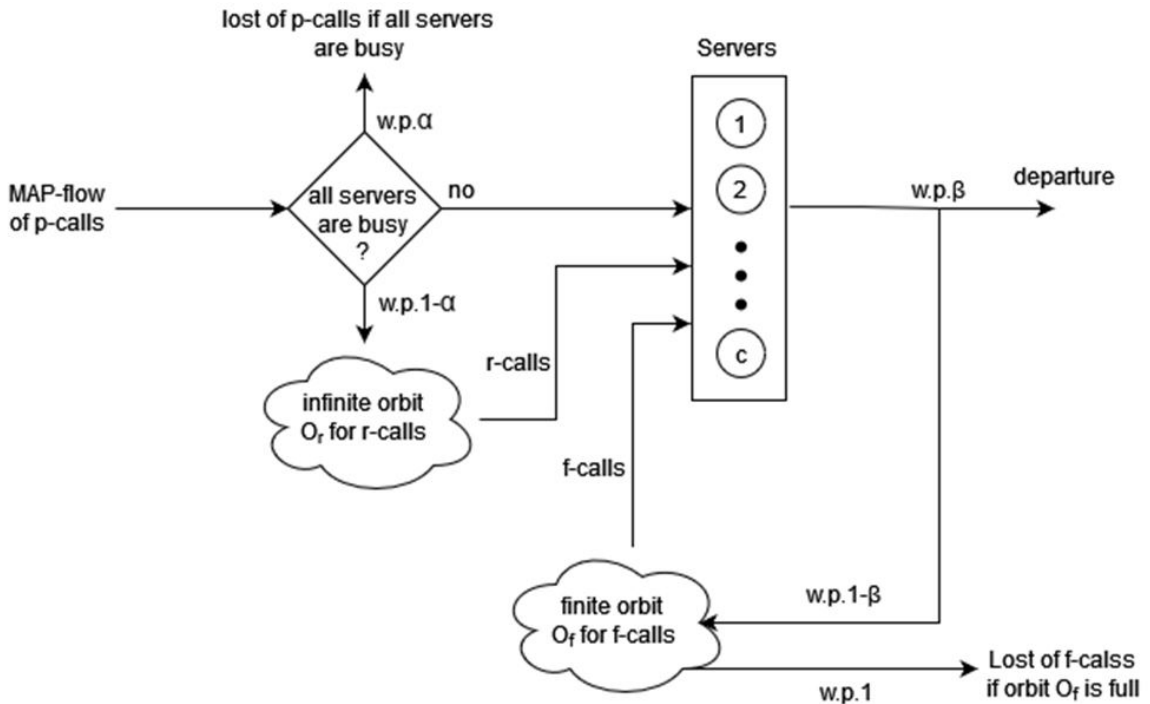 lost of p-calls if all servers
are busy
Servers
w.p.α
1
MAP-flow
of p-calls
all servers
are busy
?
no
2
w.p.β
departure
w.p.1-α
r-calls
c
infinite orbit
Or for r-calls
f-calls
finite orbit
Of for f-calls
w.p.1-β
Lost of f-calss
if orbit Of is full
w.p.1